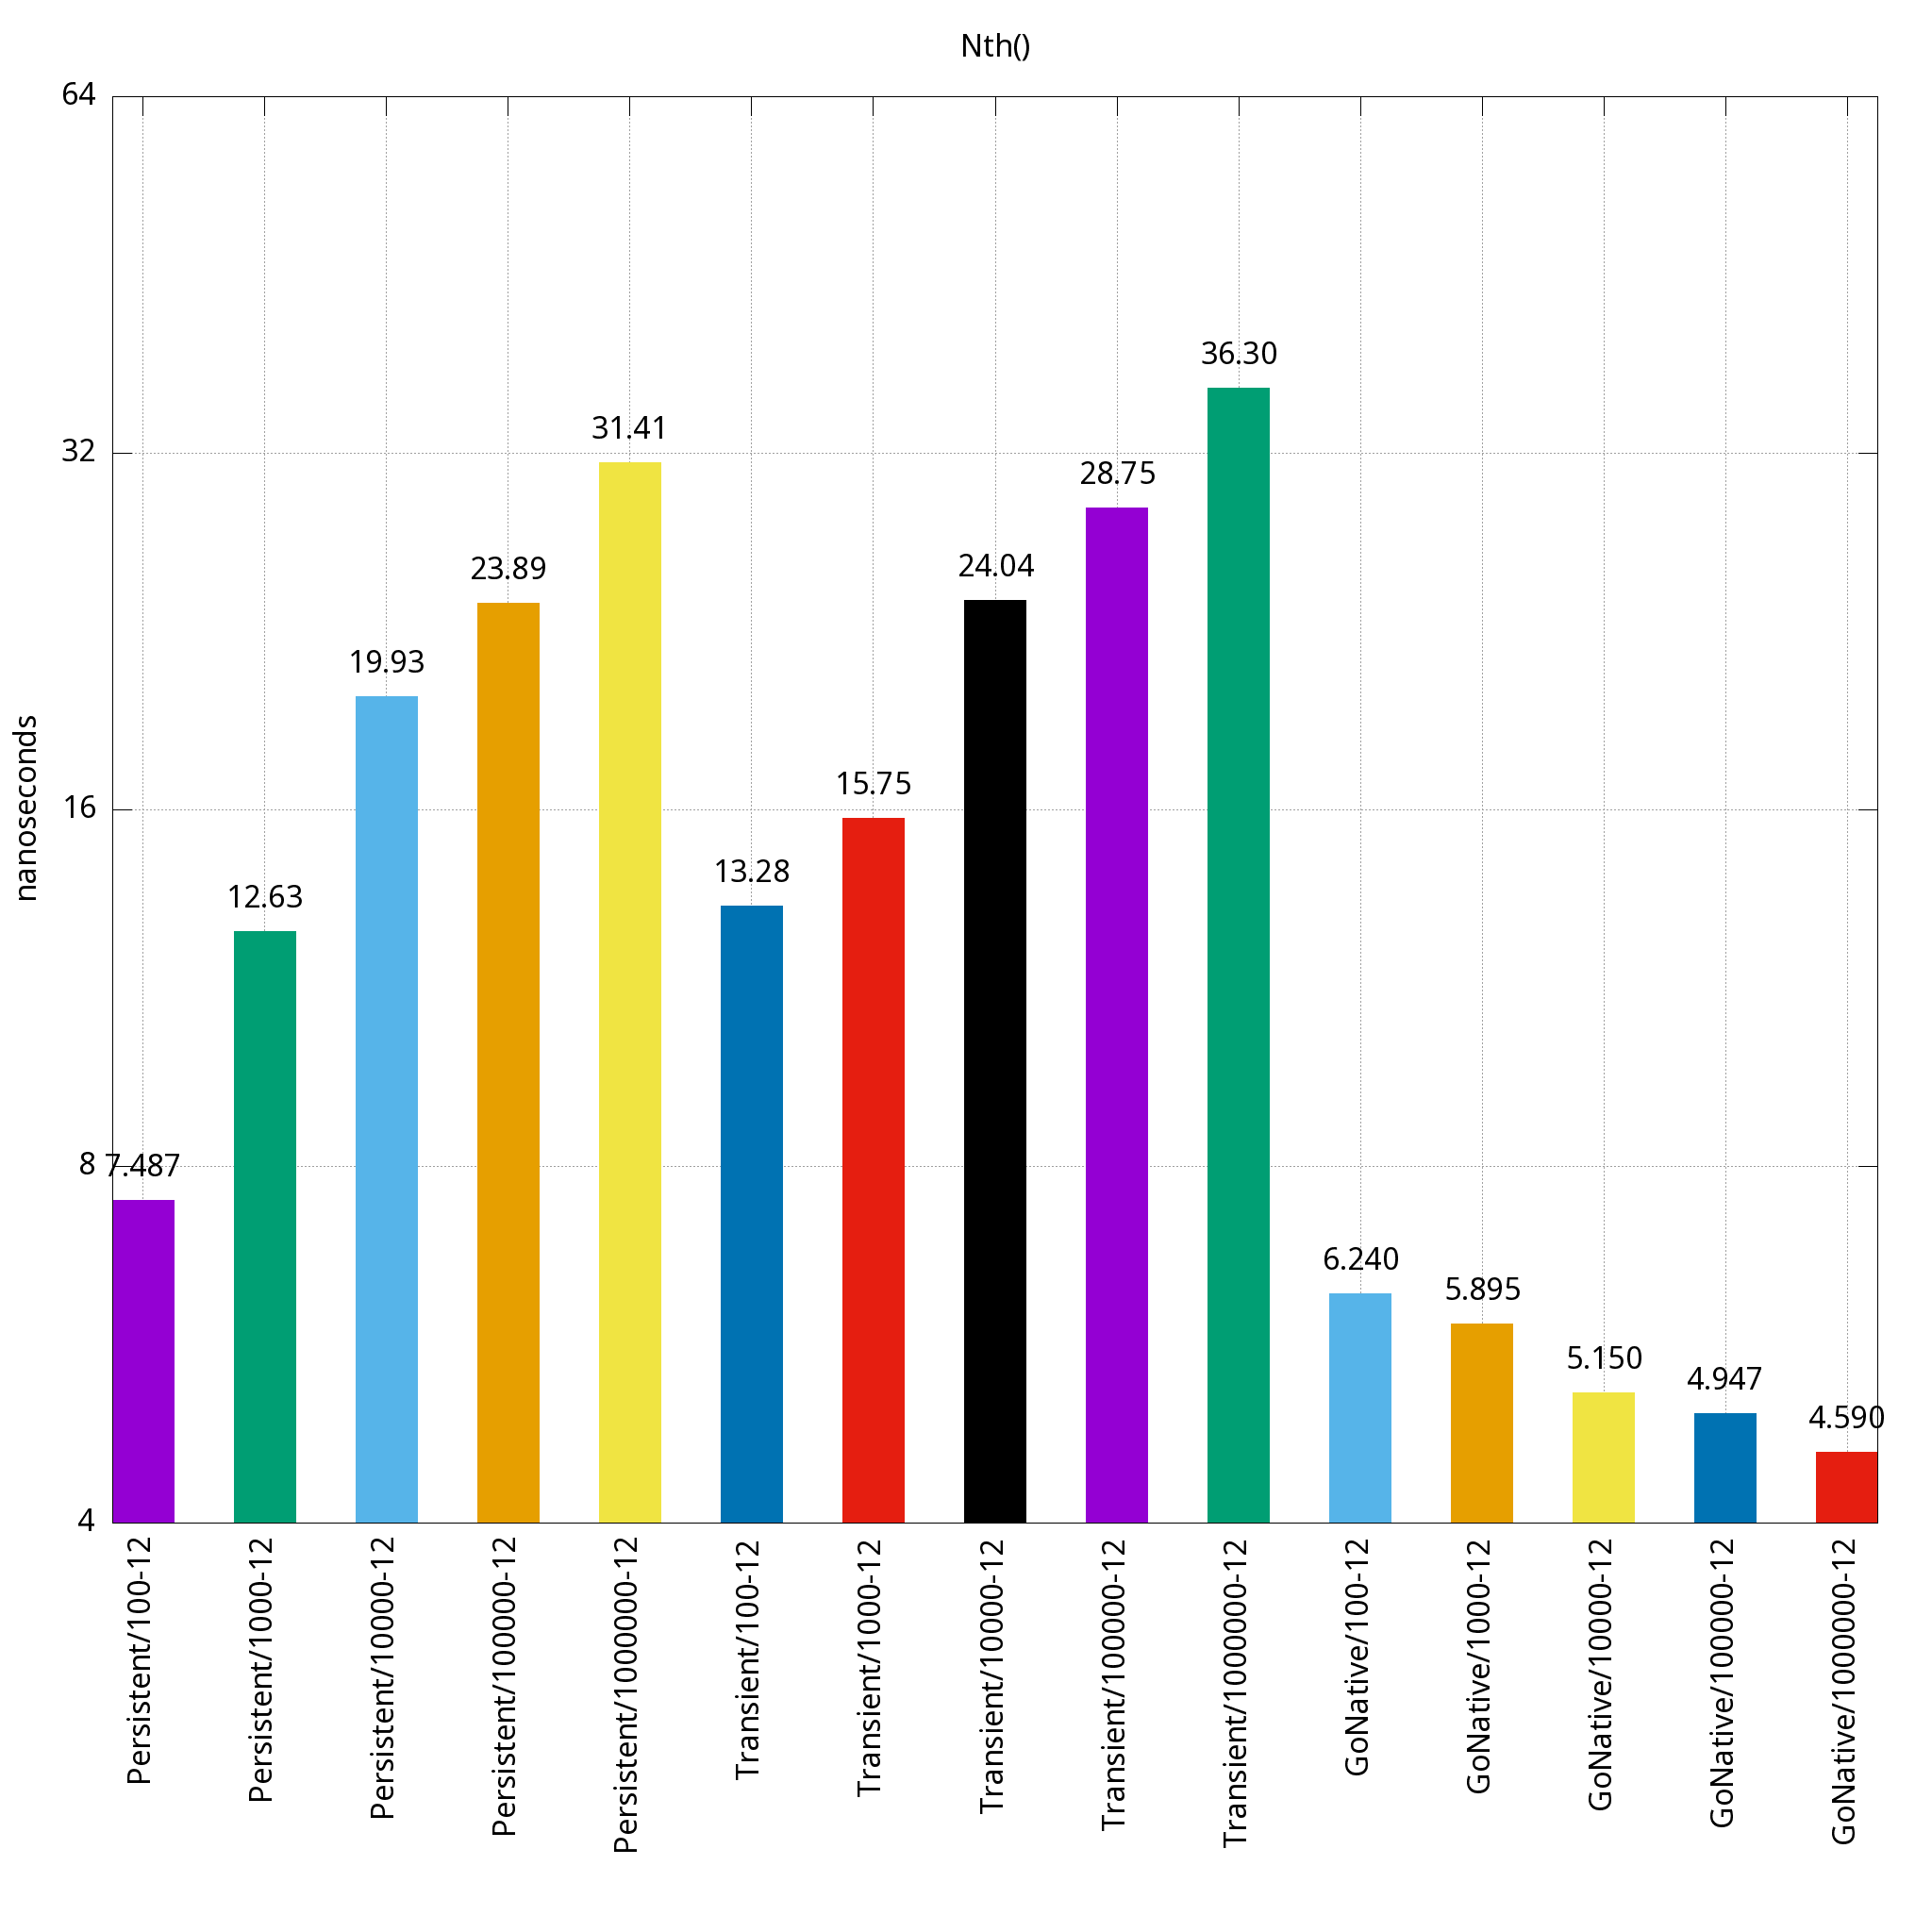 Nth()
nanoseconds
64
32
16
8
4
7.487
12.63
19.93
23.89
31.41
13.28
15.75
24.04
28.75
36.30
6.240
5.895
5.150
4.947
4.590
Persistent/100-12
Persistent/1000-12
Persistent/10000-12
Persistent/100000-12
Persistent/1000000-12
Transient/100-12
Transient/1000-12
Transient/10000-12
Transient/100000-12
Transient/1000000-12
GoNative/100-12
GoNative/1000-12
GoNative/10000-12
GoNative/100000-12
GoNative/1000000-12